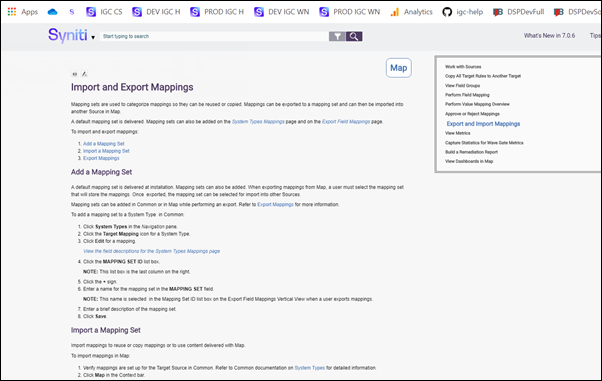 Apps
S
IGC CS
DEV IGC H
PROD IGC H
DEV IGC WN
PROD IGC WN
Analytics
igc-help
DSPDevFull
DSPDevSc
Syniti
Start typing to search
What's New in 7.0.6
Tips
Map
Import and Export Mappings
Mapping sets are used to categorize mappings so they can be reused or copied. Mappings can be exported to a mapping set and can then be imported into
another Source in Map.
A default mapping set is delivered. Mapping sets can also be added on the System Types Mappings page and on the Export Field Mappings page.
To import and export mappings:
1. Add a Mapping Set
2. Import a Mapping Set
3. Export Mappings
Add a Mapping Set
A default mapping set is delivered at installation. Mapping sets can also be added. When exporting mappings from Map, a user must select the mapping set
that will store the mappings. Once exported, the mapping set can be selected for import into other Sources.
Mapping sets can be added in Common or in Map while performing an export. Refer to Export Mappings for more information.
To add a mapping set to a System Type in Common:
1. Click System Types in the Navigation pane.
2. Click the Target Mapping icon for a System Type.
3. Click Edit for a mapping.
View the field descriptions for the System Types Mappings page
4. Click the MAPPING SET ID list box.
NOTE: This list box is the last column on the right.
5. Click the + sign.
6. Enter a name for the mapping set in the MAPPING SET field.
NOTE: This name is selected in the Mapping Set ID list box on the Export Field Mappings Vertical View when a user exports mappings.
7. Enter a brief description of the mapping set.
8. Click Save
Import a Mapping Set
Import mappings to reuse or copy mappings or to use content delivered with Map.
To import mappings in Map:
1. Verify mappings are set up for the Target Source in Common. Refer to Common documentation on System Types for detailed information
2. Click Map in the Context bar.
Work with Sources
Copy All Target Rules to Another Target
View Field Groups
Perform Field Mapping
Perform Value Mapping Overview
Approve or Reject Mappings
Export and Import Mappings
View Metrics
Capture Statistics for Wave Gate Metrics
Build a Remediation Report
View Dashboards in Map